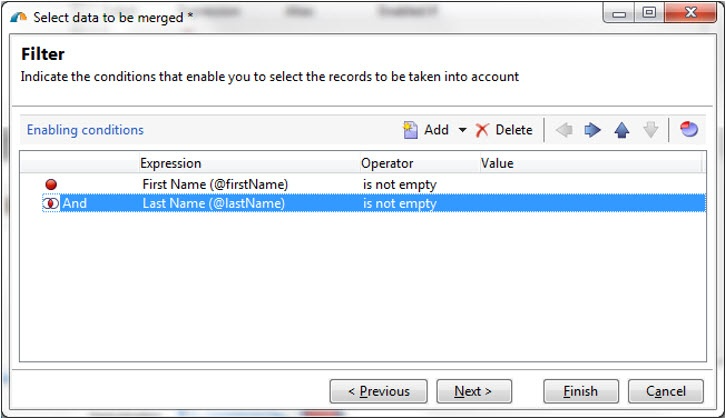 Select data to be merged *
Filter
Indicate the conditions that enable you to select the records to be taken into account
Enabling conditions Add Delete
Expression Operator Value
First Name (@firstName) is not empty
And Last Name (@lastName) is not empty
< Previous Next > Finish Cancel